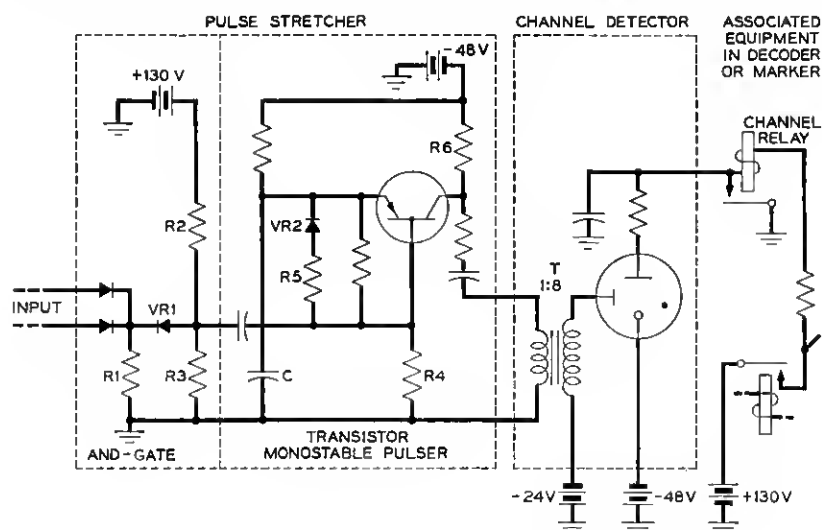 PULSE STRETCHER
CHANNEL DETECTOR
ASSOCIATED
EQUIPMENT
IN DECODER
OR MARKER
+130 V
-48V
CHANNEL
RELAY
R6
R2
VR2
R5
T
1:8
INPUT
VR1
R1
R3
C
R4
AND-GATE
TRANSISTOR
MONOSTABLE PULSER
-24V
-48V
+130V